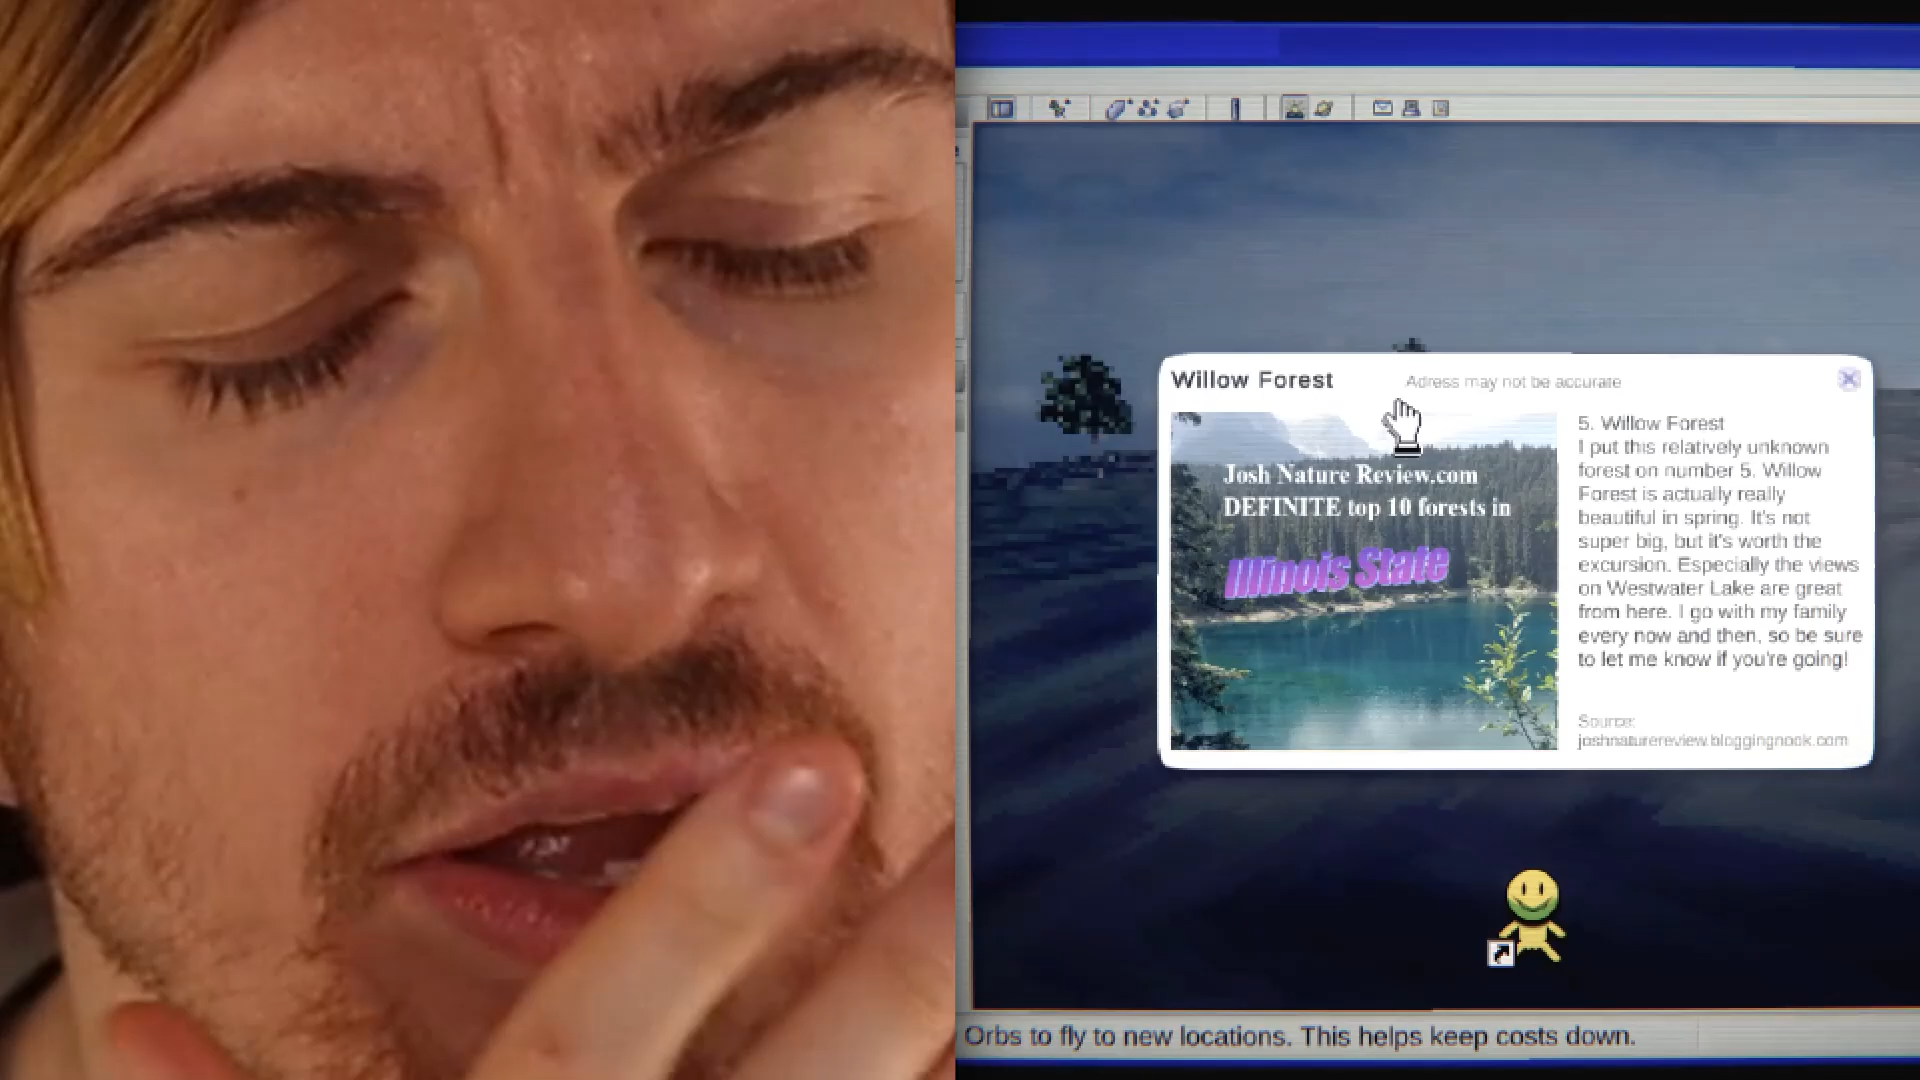 Willow Forest
Adress may not be accurate
Josh Nature Review.com
DEFINITE top 10 forests in
Illinois State
5. Willow Forest
I put this relatively unknown
forest on number 5. Willow
Forest is actually really
beautiful in spring. It's not
super big, but it's worth the
excursion. Especially the views
on Westwater Lake are great
from here. I go with my family
every now and then, so be sure
to let me know if you're going!
Source:
joshnaturereview.bloggingnook.com
Orbs to fly to new locations. This helps keep costs down.